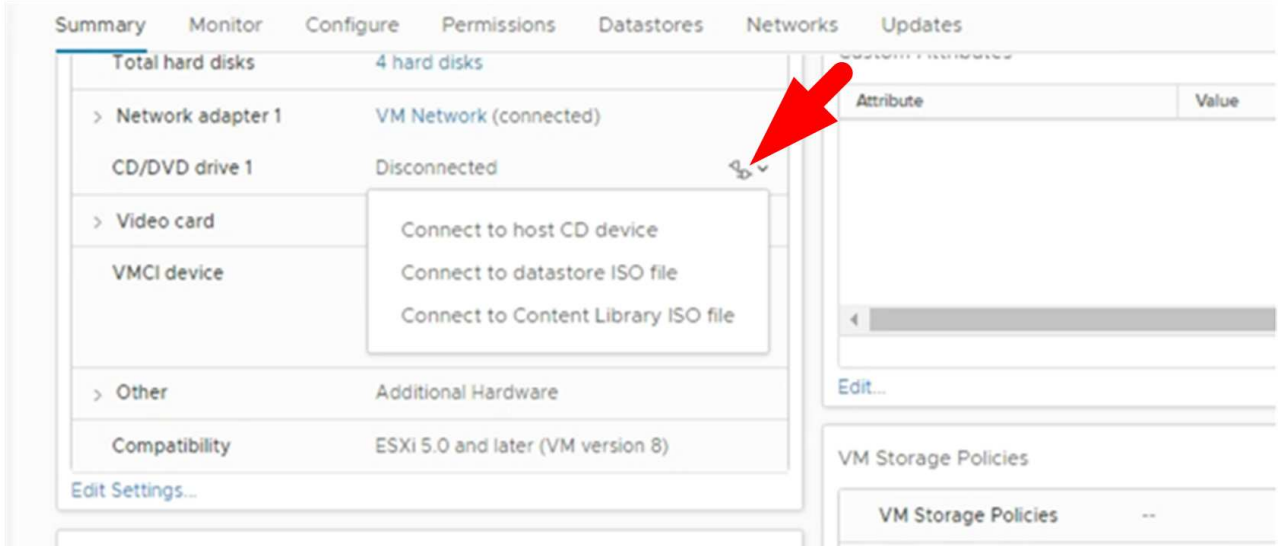 Summary Monitor Configure Permissions Datastores Networks Updates
Total hard disks 4 hard disks
Network adapter 1 VM Network (connected)
CD/DVD drive 1 Disconnected
Video card
Connect to host CD device
VMCI device
Connect to datastore ISO file
Connect to Content Library ISO file
Other Additional Hardware
Compatibility ESXi 5.0 and later (VM version 8)
Edit Settings...
Custom Attributes
Attribute Value
Edit...
VM Storage Policies
VM Storage Policies --